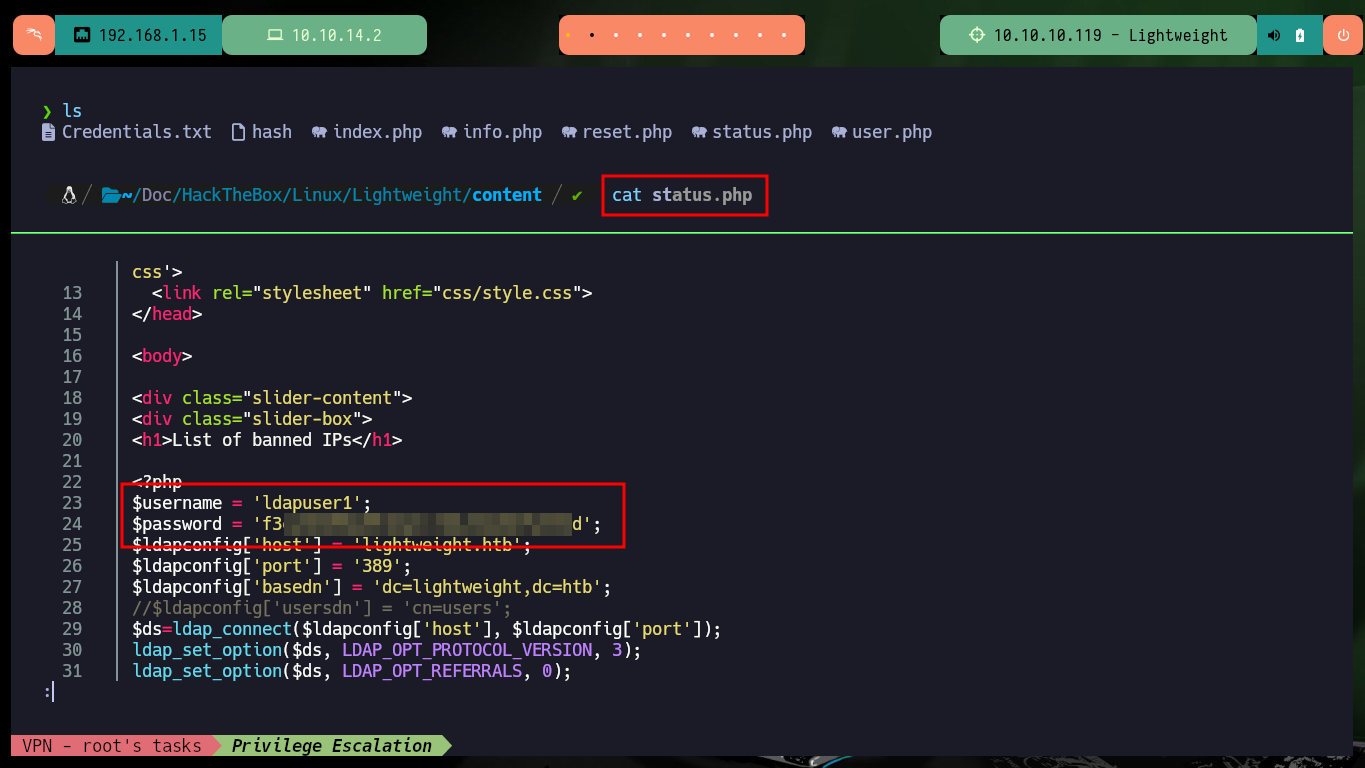 192.168.1.15
10.10.14.2
10.10.10.119 - Lightweight
❯ ls
Credentials.txt hash index.php info.php reset.php status.php user.php
/ ~/Doc/HackTheBox/Linux/Lightweight/content / ✔ cat status.php
css'>
13 <link rel="stylesheet" href="css/style.css">
14 </head>
15
16 <body>
17
18 <div class="slider-content">
19 <div class="slider-box">
20 <h1>List of banned IPs</h1>
21
22 <?php
23 $username = 'ldapuser1';
24 $password = 'f3 d';
25 $ldapconfig['host'] = 'lightweight.htb';
26 $ldapconfig['port'] = '389';
27 $ldapconfig['basedn'] = 'dc=lightweight,dc=htb';
28 //$ldapconfig['usersdn'] = 'cn=users';
29 $ds=ldap_connect($ldapconfig['host'], $ldapconfig['port']);
30 ldap_set_option($ds, LDAP_OPT_PROTOCOL_VERSION, 3);
31 ldap_set_option($ds, LDAP_OPT_REFERRALS, 0);
:
VPN - root's tasks Privilege Escalation